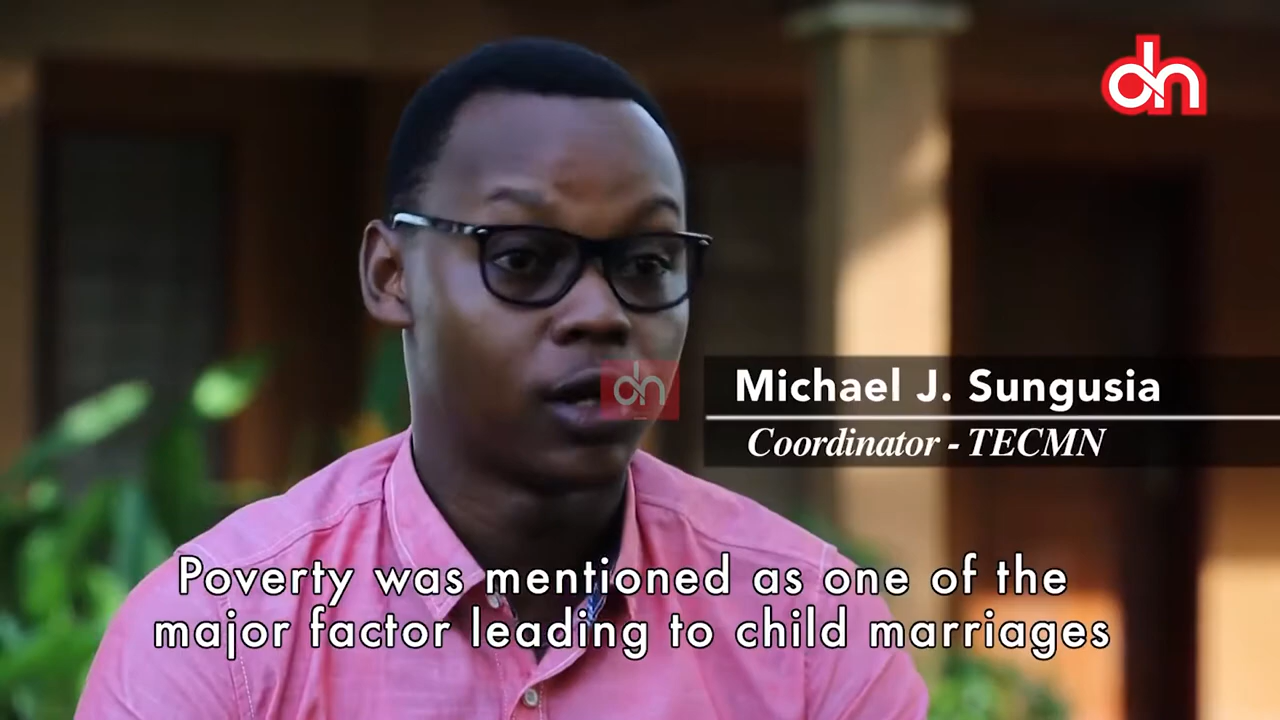 dn
Michael J. Sungusia
Coordinator - TECMN
dn
Poverty was mentioned as one of the
major factor leading to child marriages